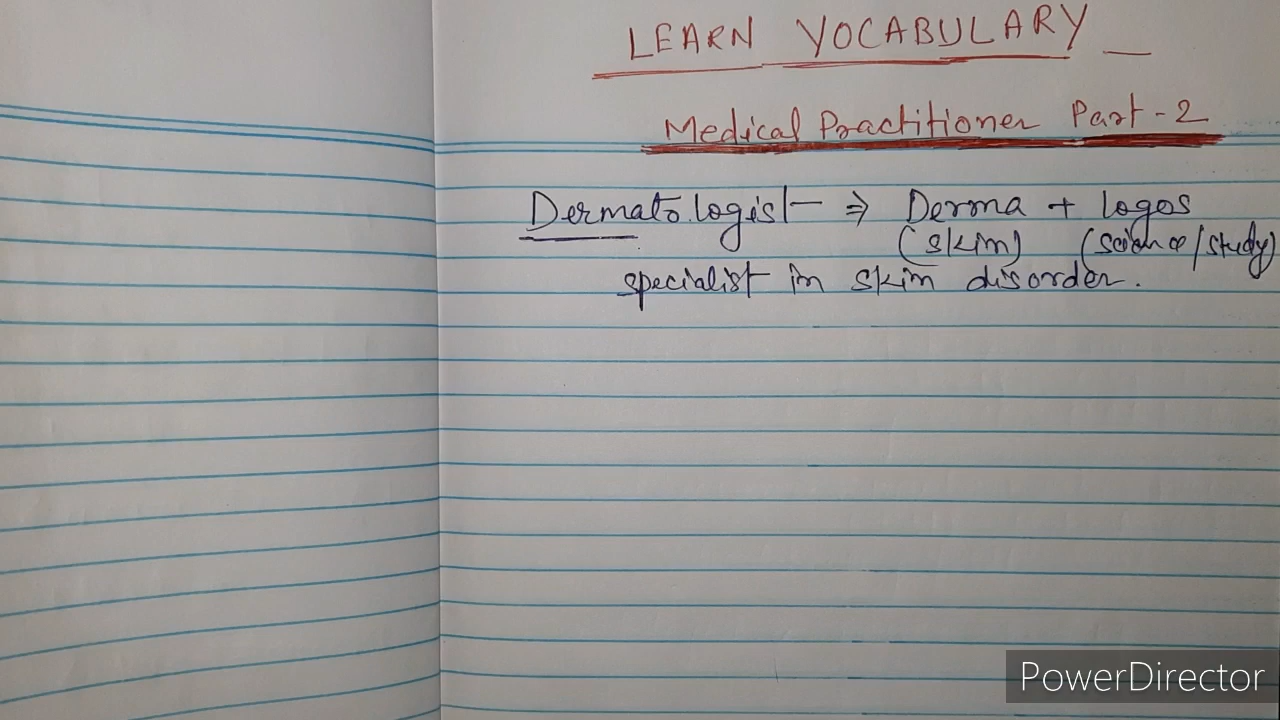 LEARN VOCABULARY _
Medical Practitioner Part - 2
Dermatologist - ⇒ Derma + logos
(skin) (science/study)
specialist in skin disorder.
PowerDirector